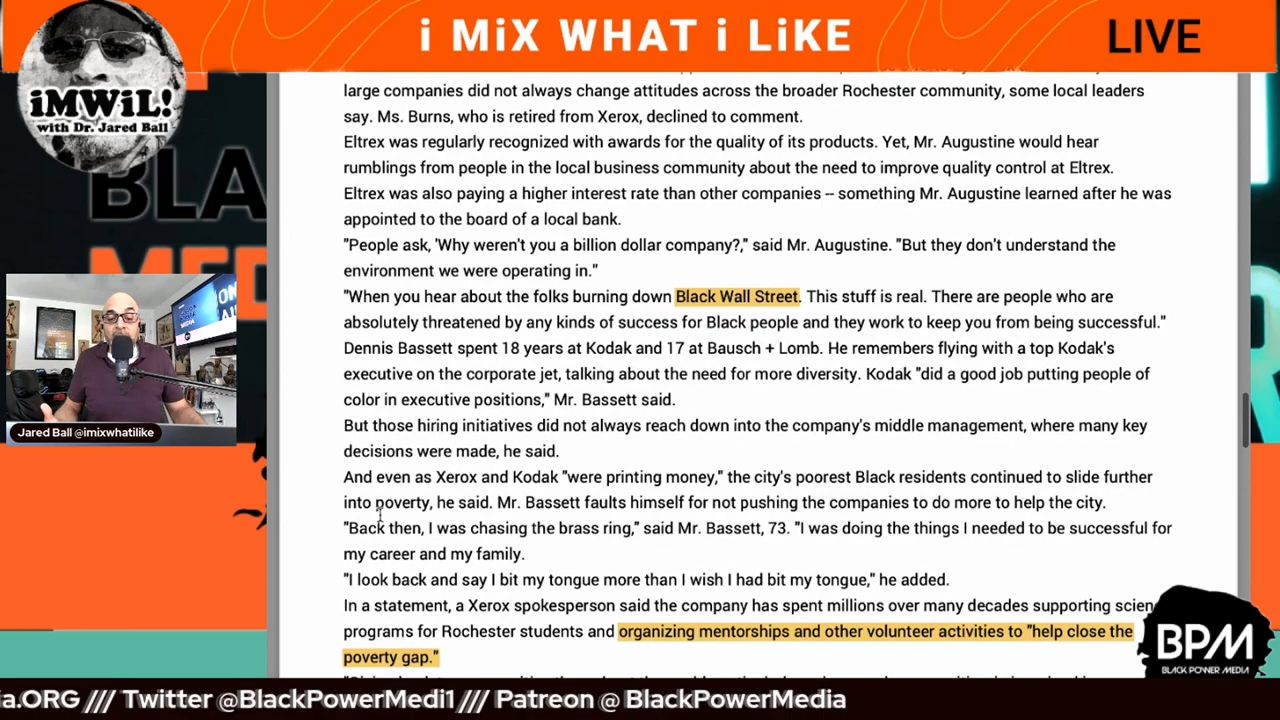 i MiX WHAT i LiKE
LIVE
iMWiL!
with Dr. Jared Ball
large companies did not always change attitudes across the broader Rochester community, some local leaders
say. Ms. Burns, who is retired from Xerox, declined to comment.
Eltrex was regularly recognized with awards for the quality of its products. Yet, Mr. Augustine would hear
rumblings from people in the local business community about the need to improve quality control at Eltrex.
Eltrex was also paying a higher interest rate than other companies -- something Mr. Augustine learned after he was
appointed to the board of a local bank.
"People ask, 'Why weren't you a billion dollar company?," said Mr. Augustine. "But they don't understand the
environment we were operating in."
"When you hear about the folks burning down Black Wall Street. This stuff is real. There are people who are
absolutely threatened by any kinds of success for Black people and they work to keep you from being successful."
Dennis Bassett spent 18 years at Kodak and 17 at Bausch + Lomb. He remembers flying with a top Kodak's
executive on the corporate jet, talking about the need for more diversity. Kodak "did a good job putting people of
color in executive positions," Mr. Bassett said.
But those hiring initiatives did not always reach down into the company's middle management, where many key
decisions were made, he said.
And even as Xerox and Kodak "were printing money," the city's poorest Black residents continued to slide further
into poverty, he said. Mr. Bassett faults himself for not pushing the companies to do more to help the city.
"Back then, I was chasing the brass ring," said Mr. Bassett, 73. "I was doing the things I needed to be successful for
my career and my family.
"I look back and say I bit my tongue more than I wish I had bit my tongue," he added.
In a statement, a Xerox spokesperson said the company has spent millions over many decades supporting scien
programs for Rochester students and organizing mentorships and other volunteer activities to "help close the
poverty gap."
BLA
MED
Jared Ball @imixwhatilike
BPM
BLACK POWER MEDIA
ia.ORG /// Twitter @BlackPowerMedi1 /// Patreon @ BlackPowerMedia